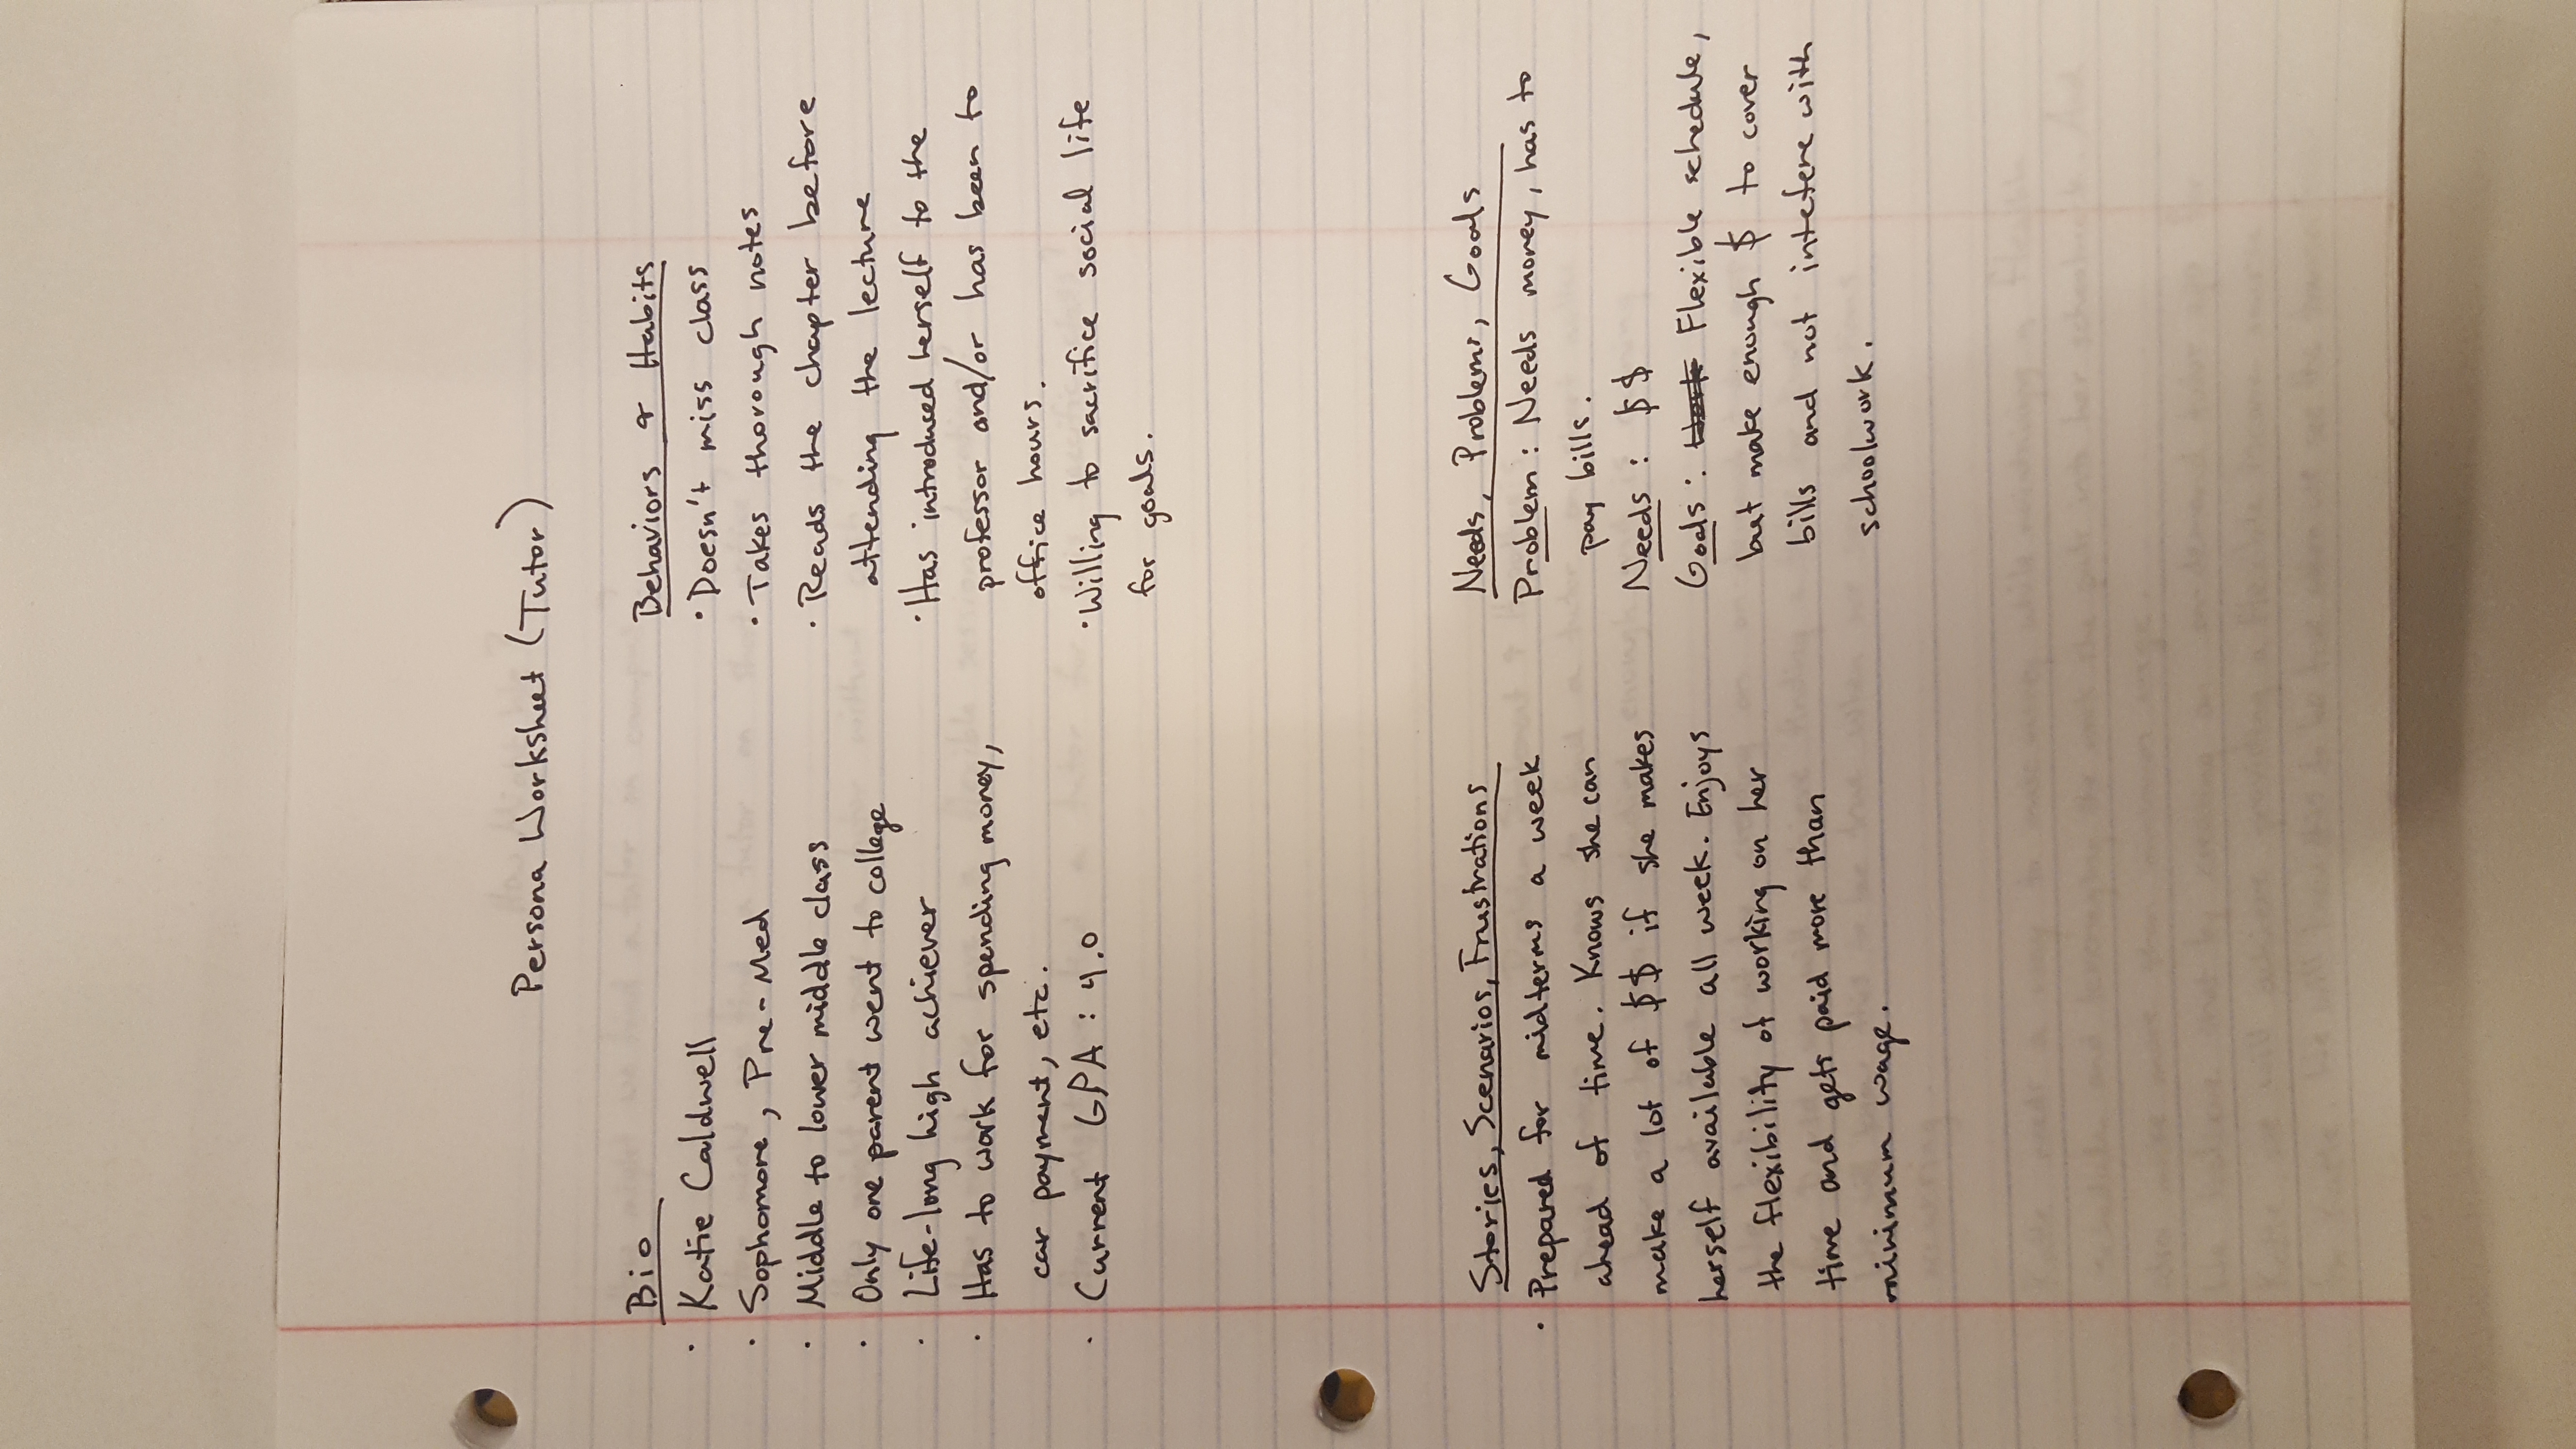 Persona Worksheet (Tutor)
Bio
· Katie Caldwell
· Sophomore, Pre-Med
· Middle to lower middle class
· Only one parent went to college
· Life-long high achiever
· Has to work for spending money,
car payment, etc.
· Current GPA : 4.0
Behaviors & Habits
· Doesn't miss class
· Takes thorough notes
· Reads the chapter before
attending the lecture
· Has introduced herself to the
professor and/or has been to
office hours.
· Willing to sacrifice social life
for goals.
Stories, Scenarios, Frustrations
· Prepared for midterms a week
ahead of time. Knows she can
make a lot of $$ if she makes
herself available all week. Enjoys
the flexibility of working on her
time and gets paid more than
minimum wage.
Needs, Problems, Goals
Problem : Needs money, has to
pay bills.
Needs : $$
Goals : Flexible schedule,
but make enough $ to cover
bills and not intefere with
schoolwork.